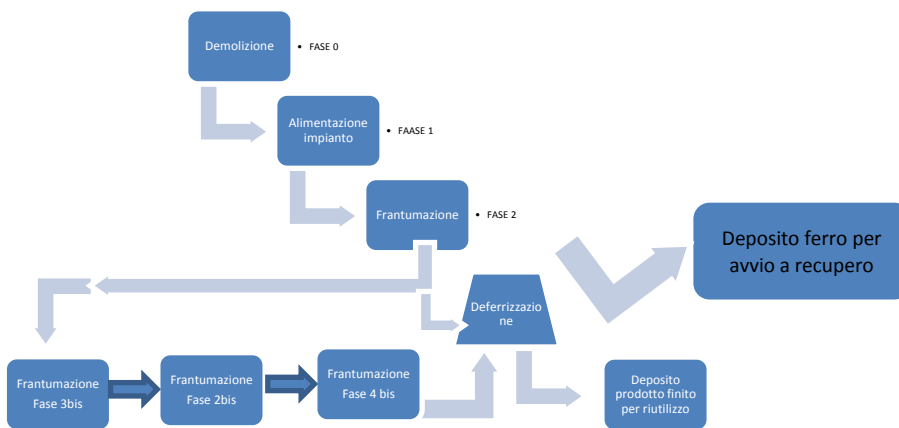 Demolizione
• FASE 0
Alimentazione
impianto
• FAASE 1
Frantumazione
• FASE 2
Deposito ferro per
avvio a recupero
Deferrizzazio
ne
Frantumazione
Fase 3bis
Frantumazione
Fase 2bis
Frantumazione
Fase 4 bis
Deposito
prodotto finito
per riutilizzo